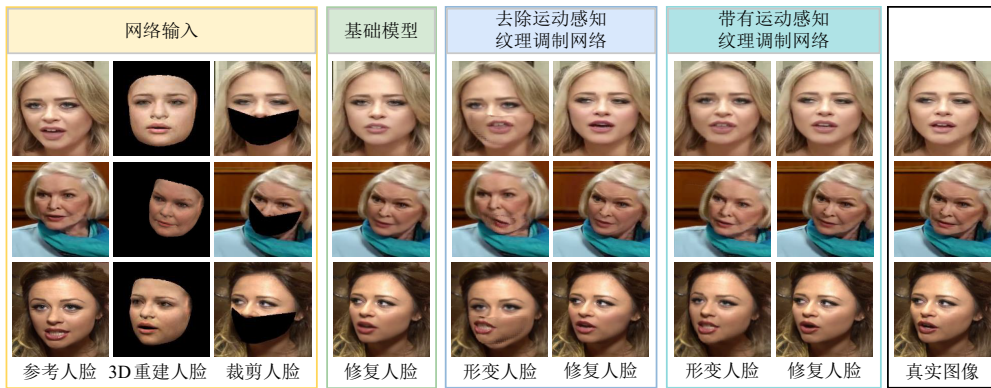 网络输入
基础模型
去除运动感知
纹理调制网络
带有运动感知
纹理调制网络
参考人脸 3D重建人脸 裁剪人脸 修复人脸 形变人脸 修复人脸 形变人脸 修复人脸 真实图像